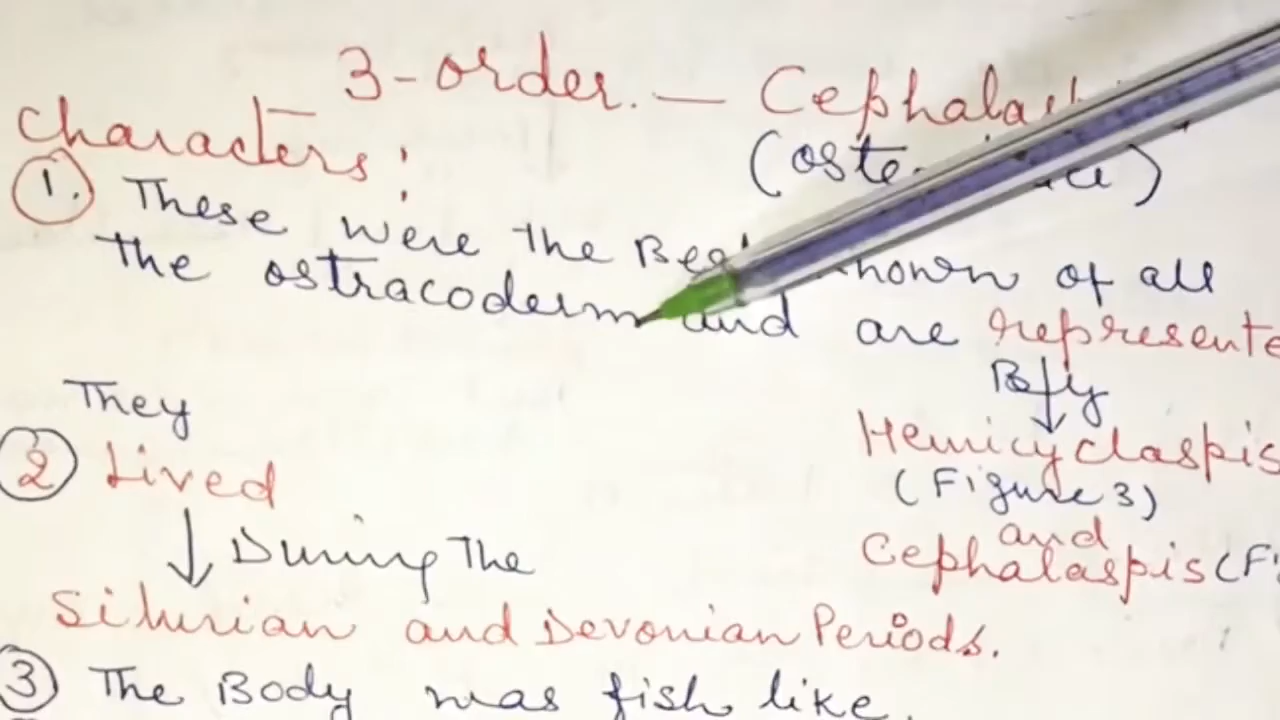 3-order. — Cephala
characters:
(oste
1. These were the Best known of all
the ostracoderm and are represente
By
They
Hemicyclaspis
2 Lived
(Figure 3)
During The
and
Cephalaspis (Fi
Silurian and Devonian Periods.
3 The Body was fish like.